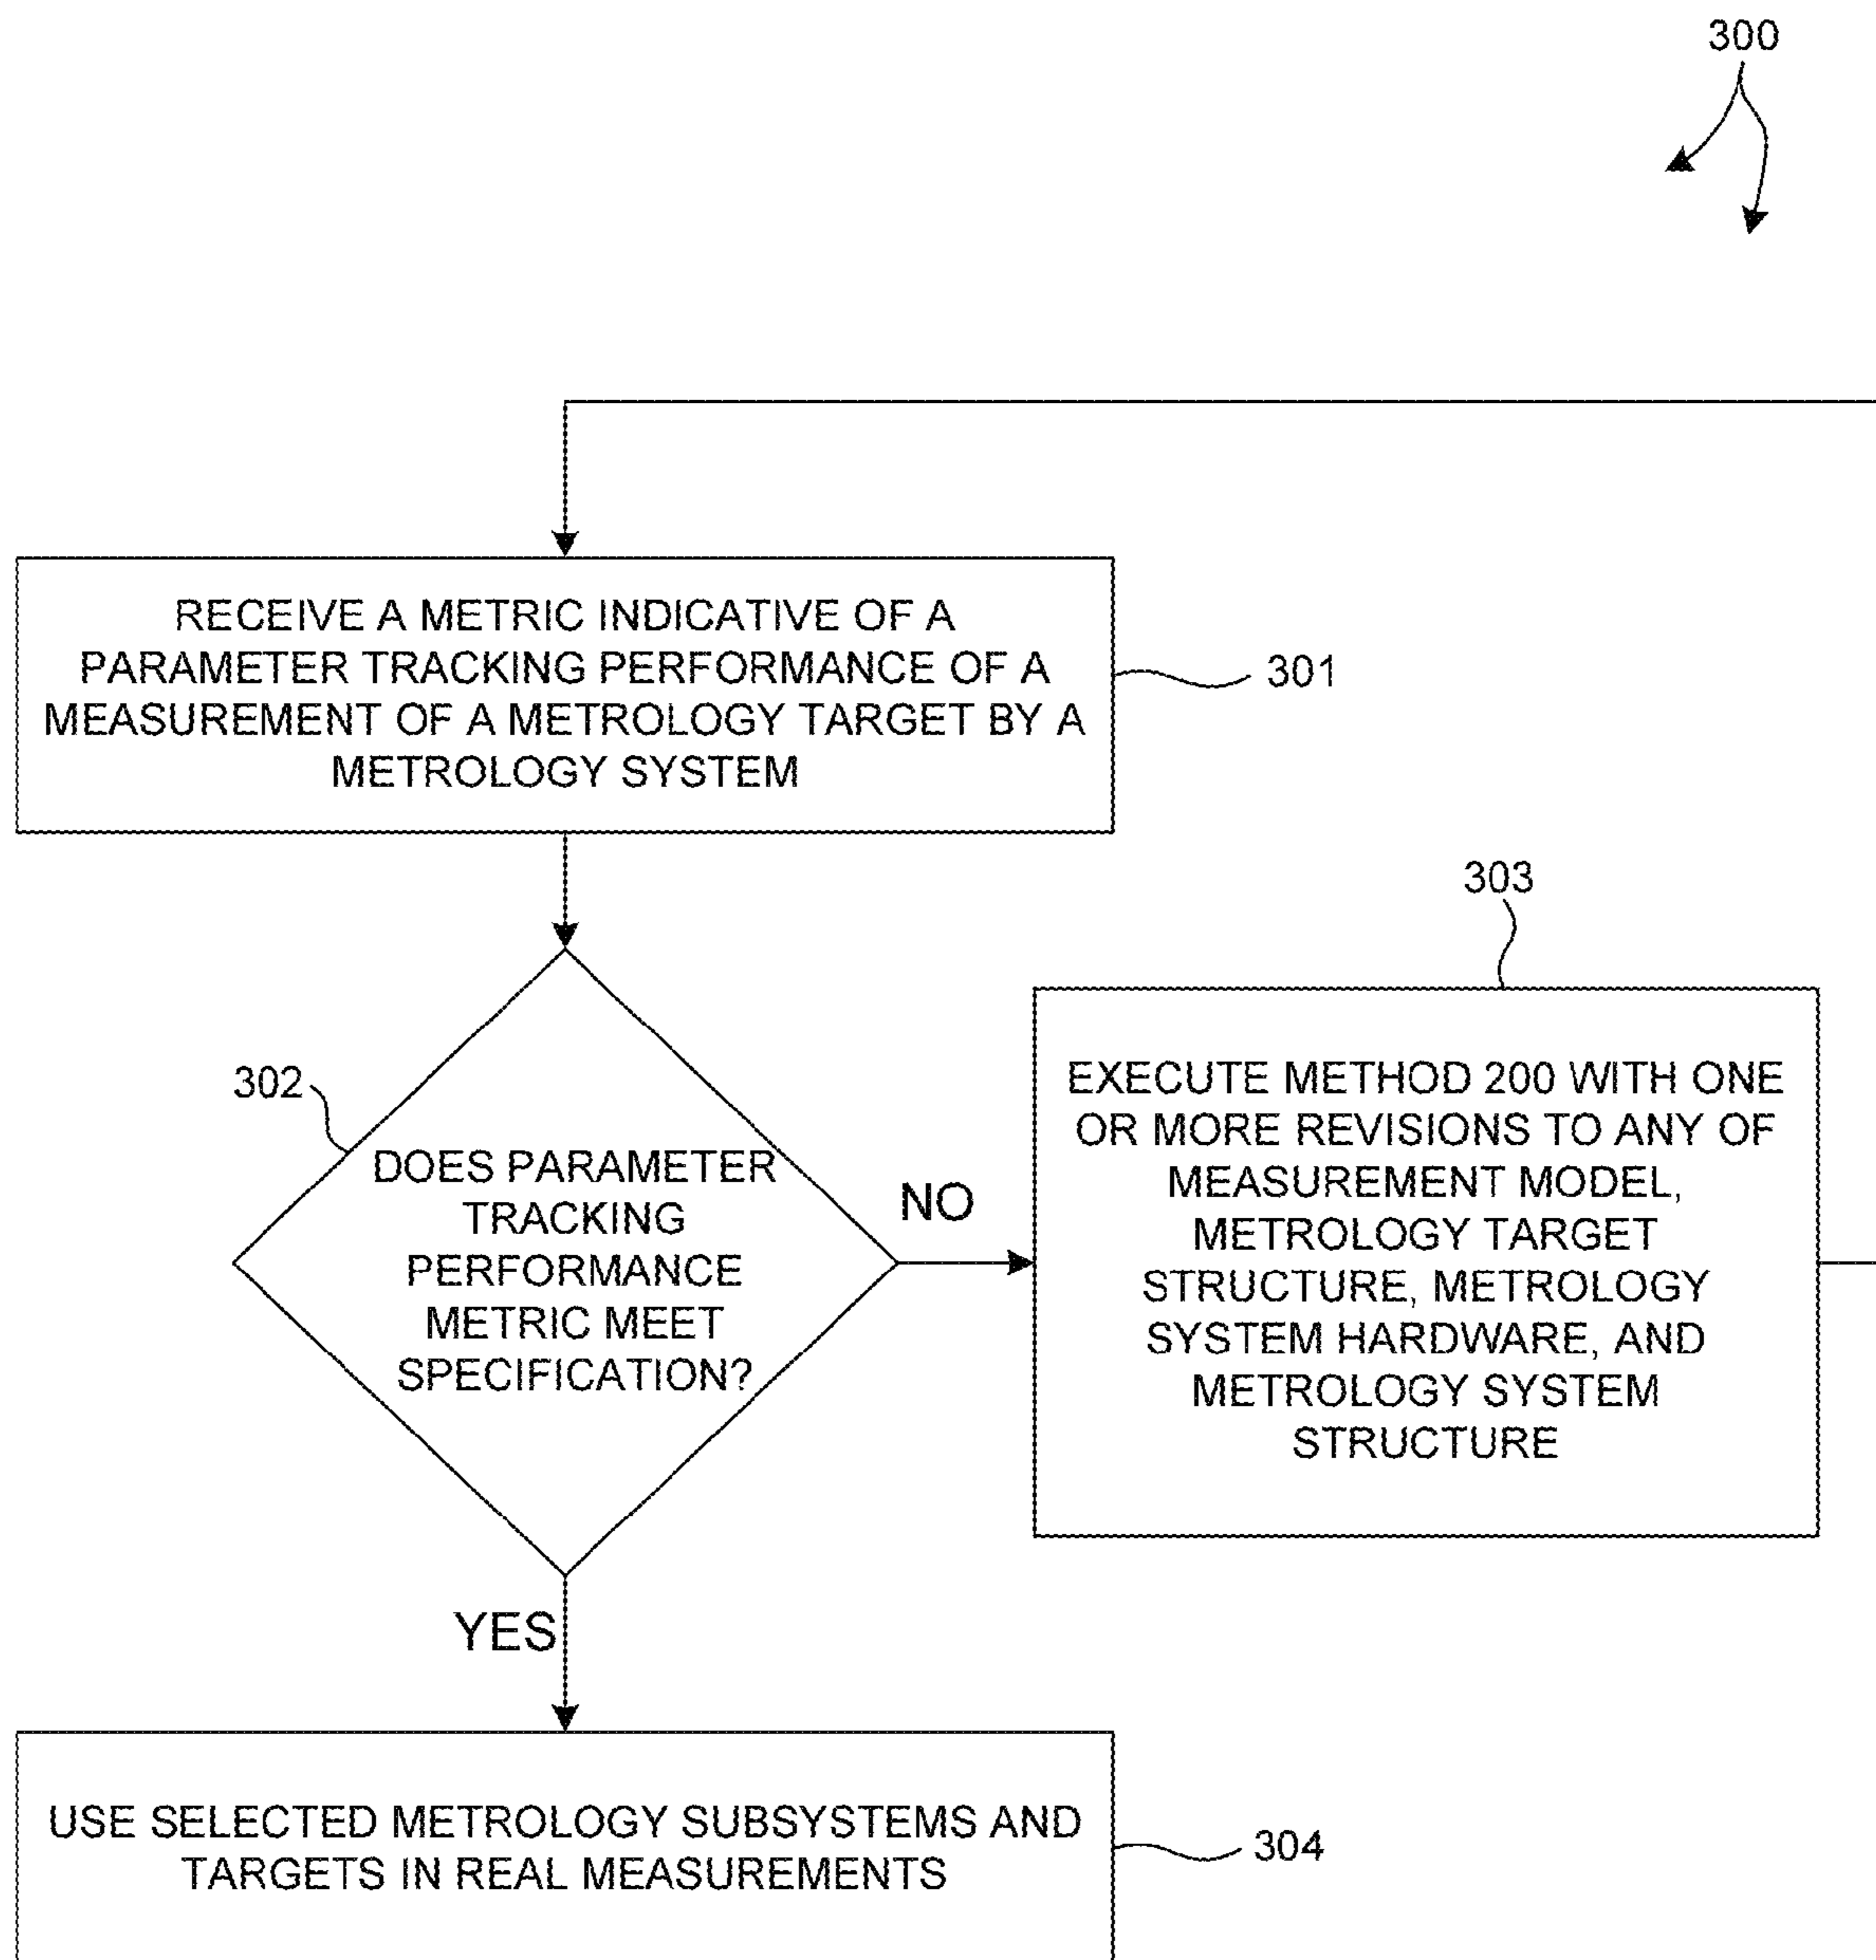 300
RECEIVE A METRIC INDICATIVE OF A
PARAMETER TRACKING PERFORMANCE OF A
MEASUREMENT OF A METROLOGY TARGET BY A
METROLOGY SYSTEM
301
302
DOES PARAMETER
TRACKING
PERFORMANCE
METRIC MEET
SPECIFICATION?
NO
303
EXECUTE METHOD 200 WITH ONE
OR MORE REVISIONS TO ANY OF
MEASUREMENT MODEL,
METROLOGY TARGET
STRUCTURE, METROLOGY
SYSTEM HARDWARE, AND
METROLOGY SYSTEM
STRUCTURE
YES
USE SELECTED METROLOGY SUBSYSTEMS AND
TARGETS IN REAL MEASUREMENTS
304